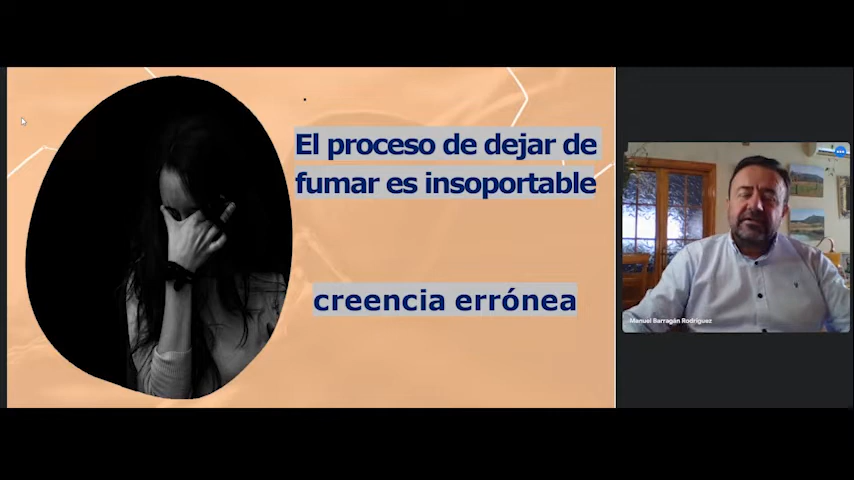 El proceso de dejar de
fumar es insoportable
creencia errónea
Manuel Barragán Rodríguez